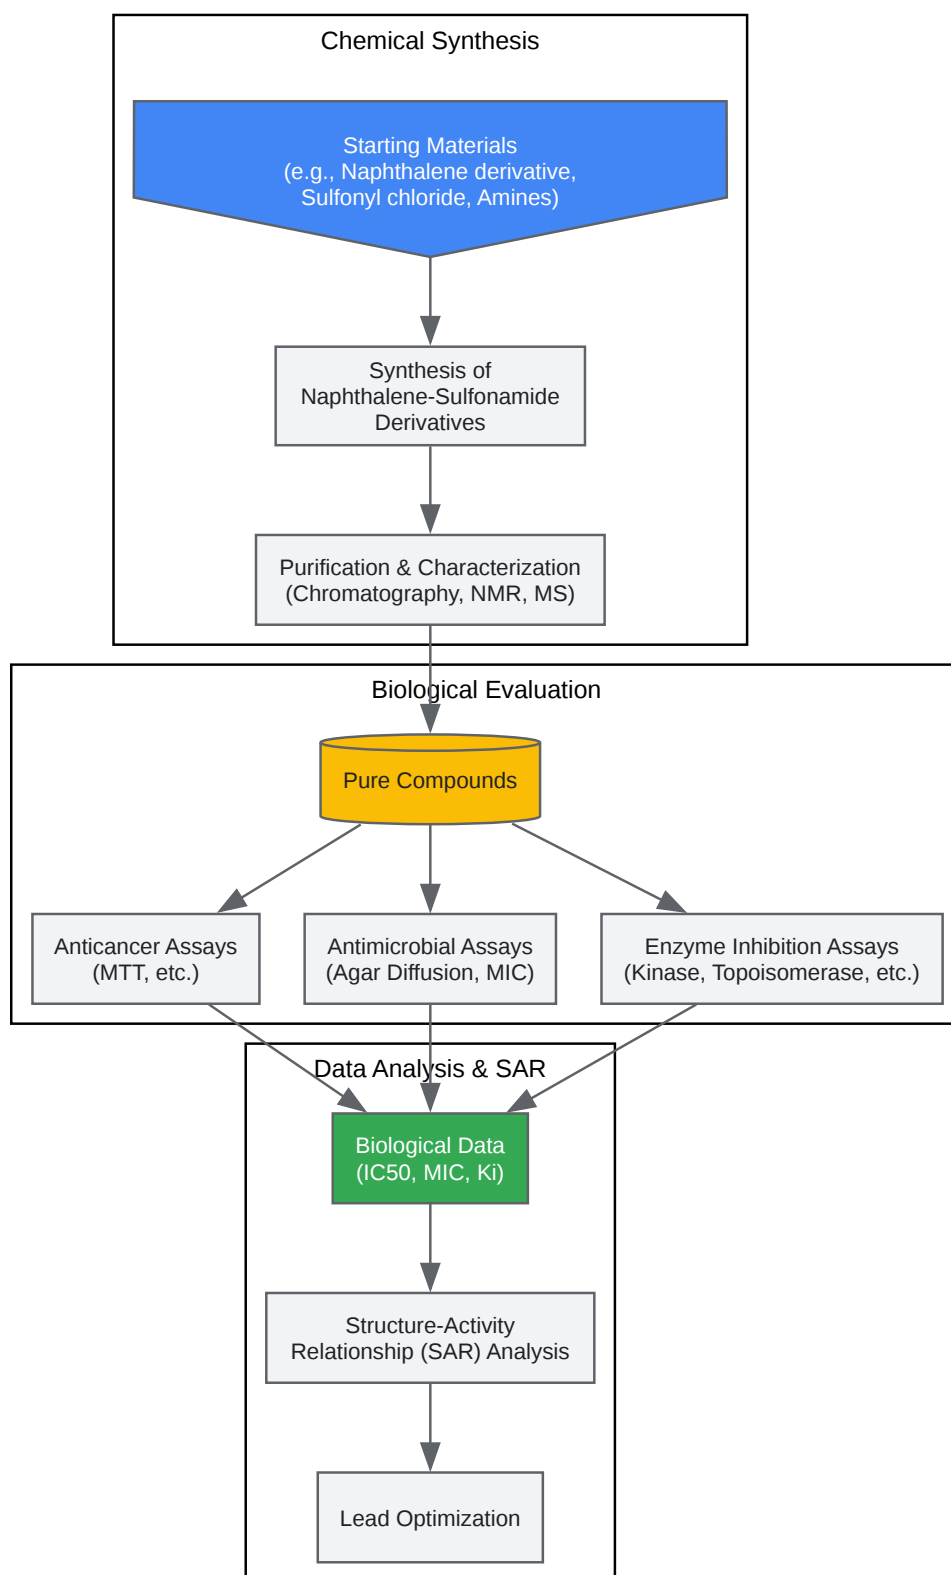 Chemical Synthesis
Starting Materials
(e.g., Naphthalene derivative,
Sulfonyl chloride, Amines)
Synthesis of
Naphthalene-Sulfonamide
Derivatives
Purification & Characterization
(Chromatography, NMR, MS)
Biological Evaluation
Pure Compounds
Anticancer Assays
(MTT, etc.)
Antimicrobial Assays
(Agar Diffusion, MIC)
Enzyme Inhibition Assays
(Kinase, Topoisomerase, etc.)
Data Analysis & SAR
Biological Data
(IC50, MIC, Ki)
Structure-Activity
Relationship (SAR) Analysis
Lead Optimization